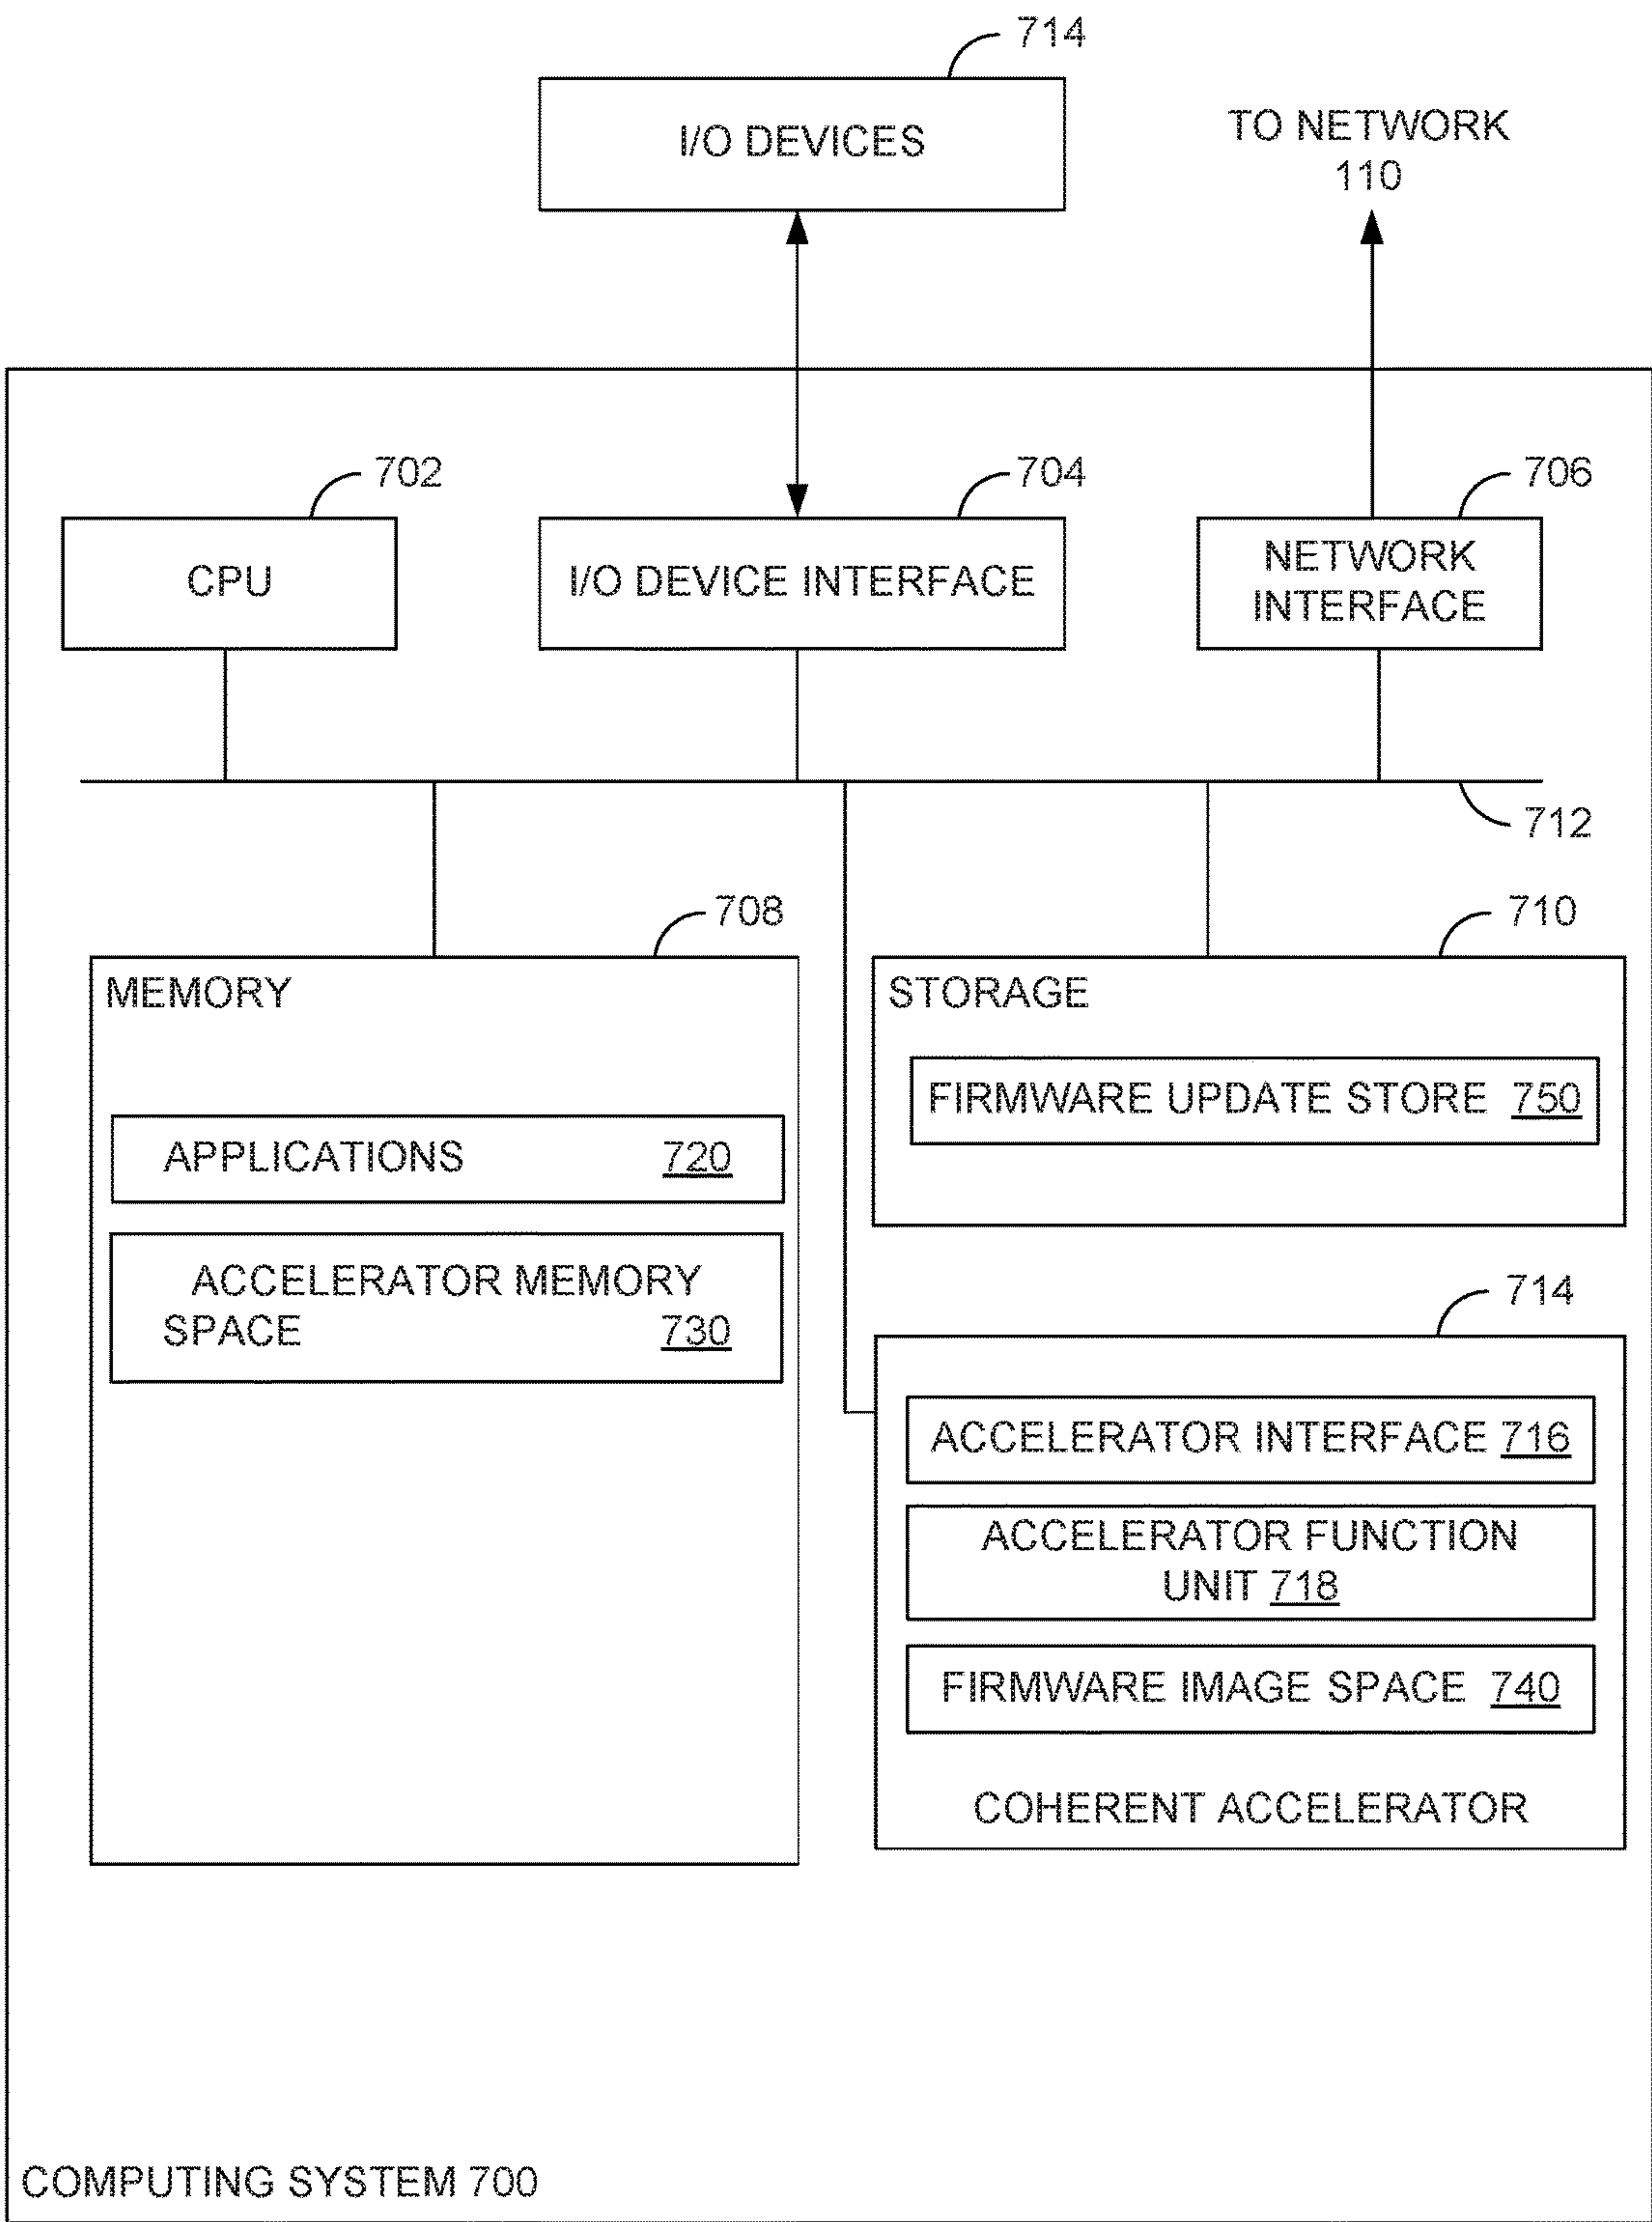 714
I/O DEVICES
TO NETWORK
110
702
704
706
CPU
I/O DEVICE INTERFACE
NETWORK
INTERFACE
712
708
710
MEMORY
STORAGE
FIRMWARE UPDATE STORE 750
APPLICATIONS 720
ACCELERATOR MEMORY
SPACE 730
714
ACCELERATOR INTERFACE 716
ACCELERATOR FUNCTION
UNIT 718
FIRMWARE IMAGE SPACE 740
COHERENT ACCELERATOR
COMPUTING SYSTEM 700